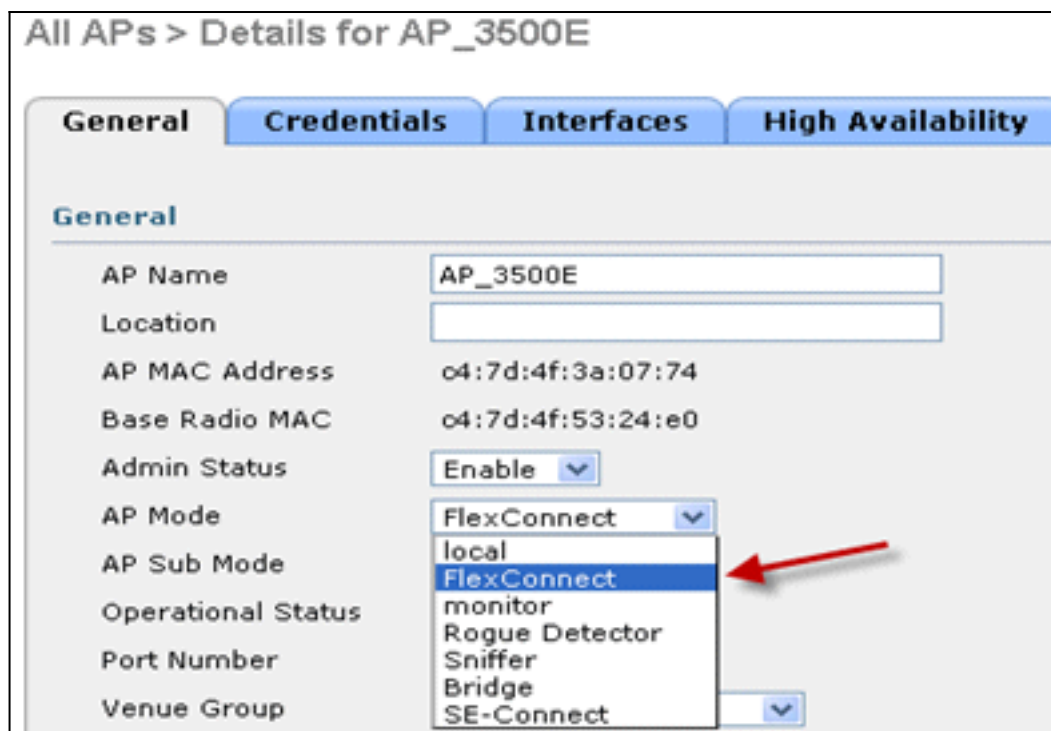 All APs > Details for AP_3500E
General Credentials Interfaces High Availability
General
AP Name AP_3500E
Location
AP MAC Address c4:7d:4f:3a:07:74
Base Radio MAC c4:7d:4f:53:24:e0
Admin Status Enable
AP Mode FlexConnect
local
AP Sub Mode
FlexConnect
monitor
Operational Status
Rogue Detector
Port Number
Sniffer
Bridge
Venue Group
SE-Connect